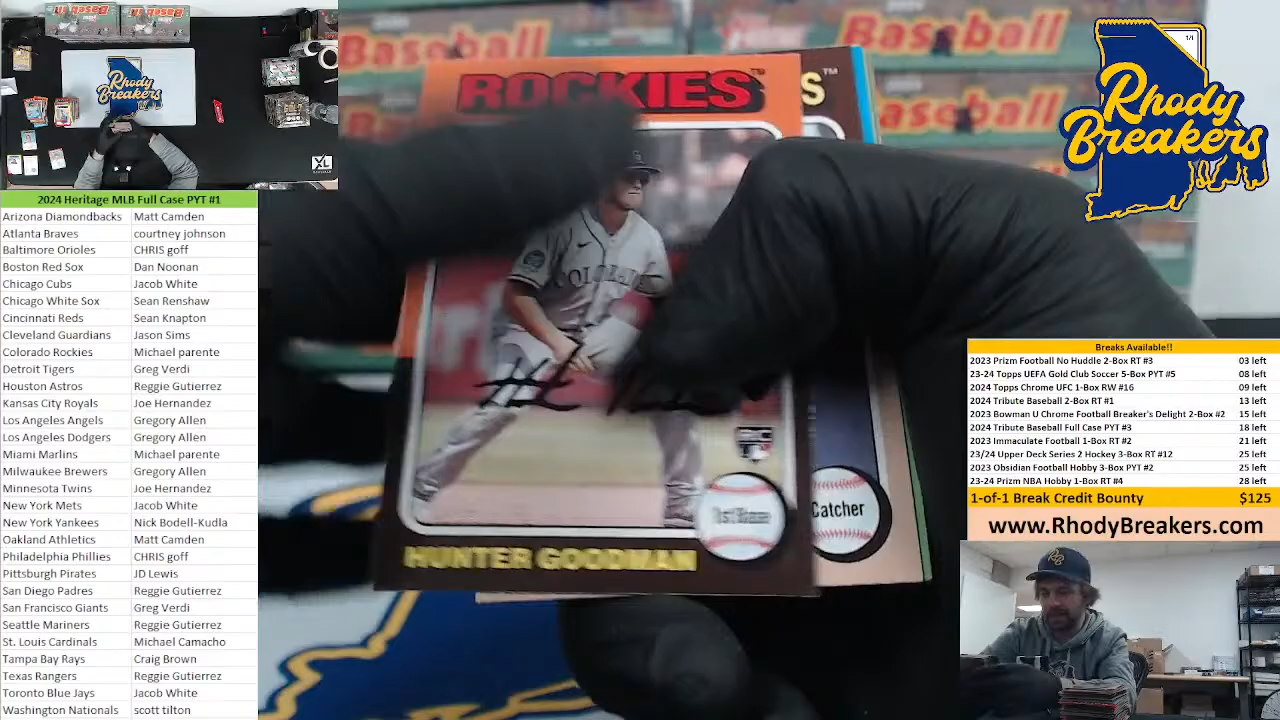 Baseball
Baseball
Rhody
Breakers
XL
2024 Heritage MLB Full Case PYT #1
Arizona Diamondbacks Matt Camden
Atlanta Braves courtney johnson
Baltimore Orioles CHRIS goff
Boston Red Sox Dan Noonan
Chicago Cubs Jacob White
Chicago White Sox Sean Renshaw
Cincinnati Reds Sean Knapton
Cleveland Guardians Jason Sims
Colorado Rockies Michael parente
Detroit Tigers Greg Verdi
Houston Astros Reggie Gutierrez
Kansas City Royals Joe Hernandez
Los Angeles Angels Gregory Allen
Los Angeles Dodgers Gregory Allen
Miami Marlins Michael parente
Milwaukee Brewers Gregory Allen
Minnesota Twins Joe Hernandez
New York Mets Jacob White
New York Yankees Nick Bodell-Kudla
Oakland Athletics Matt Camden
Philadelphia Phillies CHRIS goff
Pittsburgh Pirates JD Lewis
San Diego Padres Reggie Gutierrez
San Francisco Giants Greg Verdi
Seattle Mariners Reggie Gutierrez
St. Louis Cardinals Michael Camacho
Tampa Bay Rays Craig Brown
Texas Rangers Reggie Gutierrez
Toronto Blue Jays Jacob White
Washington Nationals scott tilton
Baseball
Baseball
Baseball
ROCKIES™
S™
COLORADO
RC
1st Base
Catcher
HUNTER GOODMAN
1/1
Rhody
Breakers
Breaks Available!!
2023 Prizm Football No Huddle 2-Box RT #3 03 left
23-24 Topps UEFA Gold Club Soccer 5-Box PYT #5 08 left
2024 Topps Chrome UFC 1-Box RW #16 09 left
2024 Tribute Baseball 2-Box RT #1 13 left
2023 Bowman U Chrome Football Breaker's Delight 2-Box #2 15 left
2024 Tribute Baseball Full Case PYT #3 18 left
2023 Immaculate Football 1-Box RT #2 21 left
23/24 Upper Deck Series 2 Hockey 3-Box RT #12 25 left
2023 Obsidian Football Hobby 3-Box PYT #2 25 left
23-24 Prizm NBA Hobby 1-Box RT #4 28 left
1-of-1 Break Credit Bounty $125
www.RhodyBreakers.com